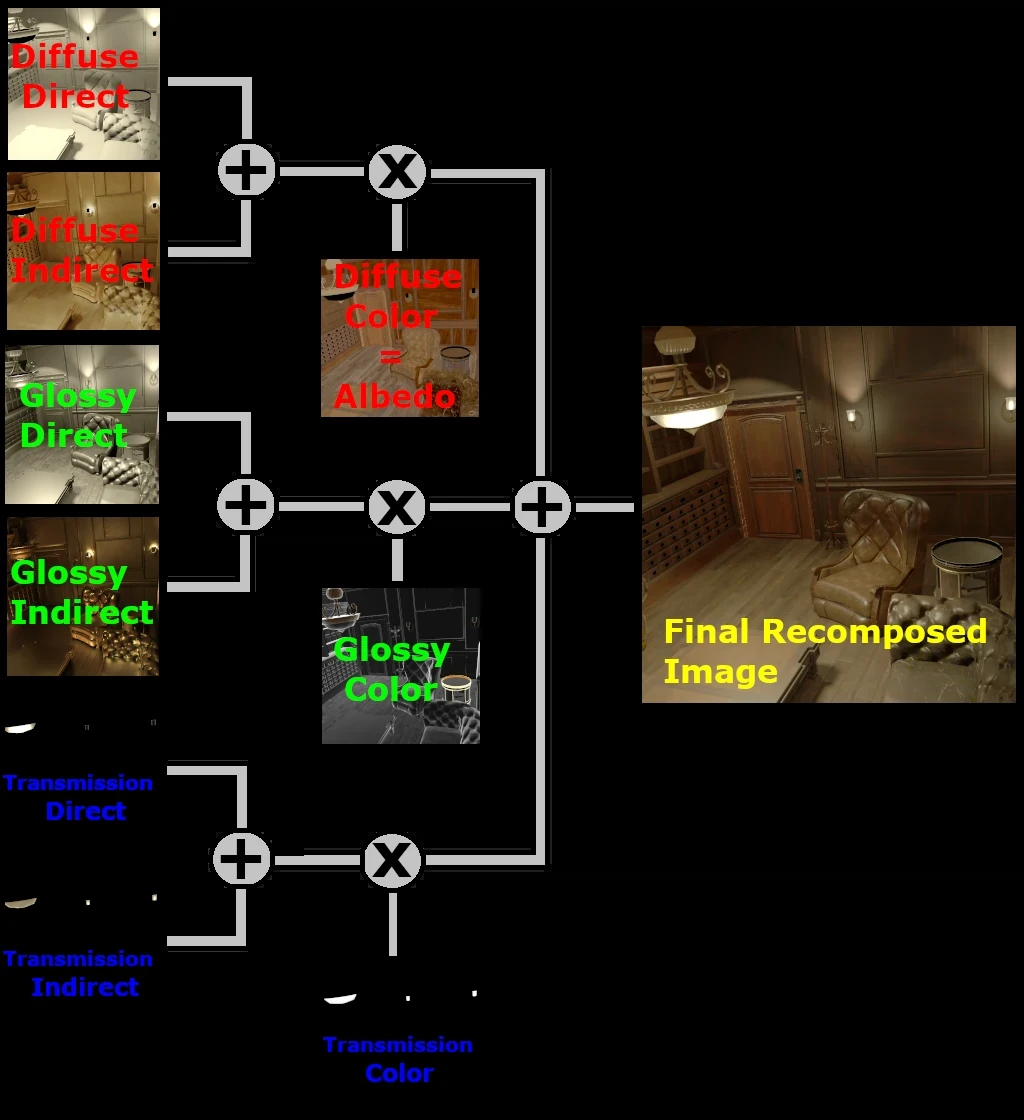 Diffuse
Direct
+
X
Diffuse
Indirect
Diffuse
Color
=
Albedo
Glossy
Direct
+
X
+
Glossy
Indirect
Glossy
Color
Final Recomposed
Image
Transmission
Direct
+
X
Transmission
Indirect
Transmission
Color